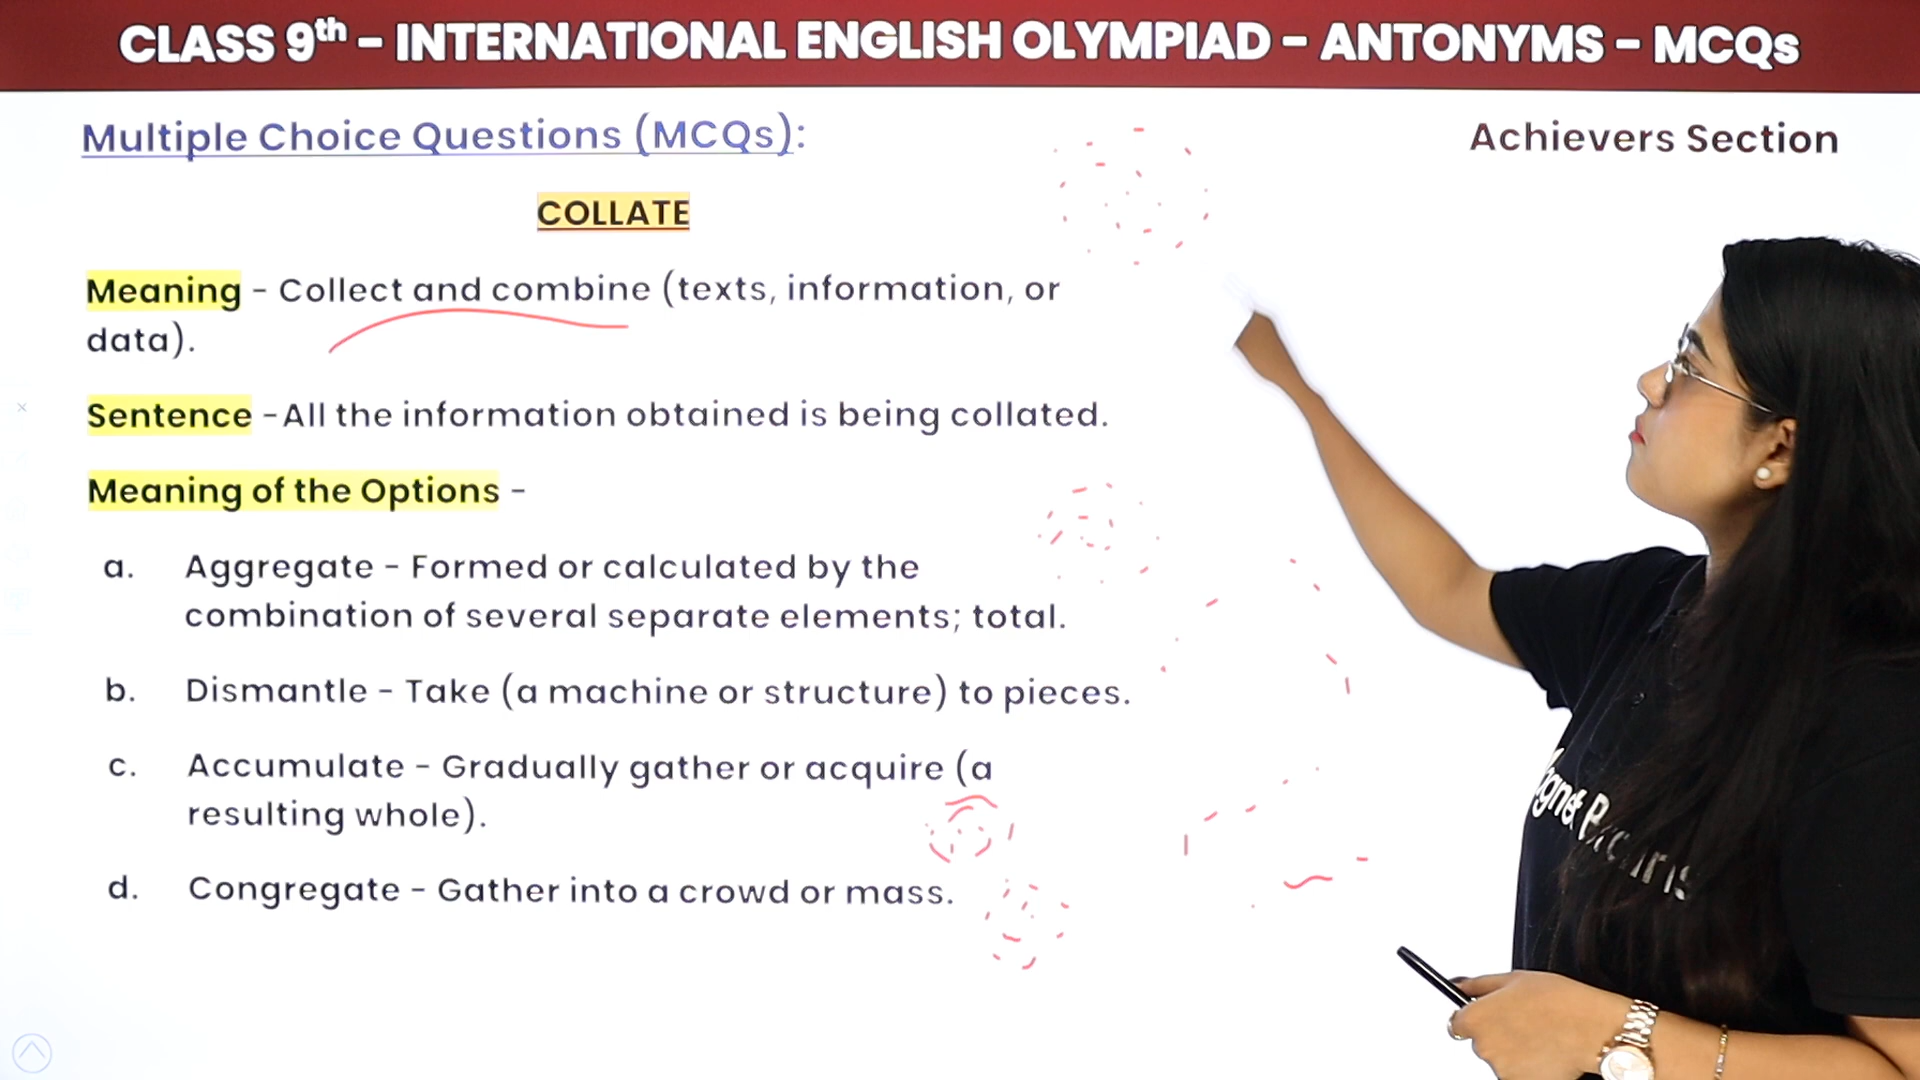 CLASS 9th - INTERNATIONAL ENGLISH OLYMPIAD - ANTONYMS - MCQs
Multiple Choice Questions (MCQs):
Achievers Section
COLLATE
Meaning - Collect and combine (texts, information, or
data).
Sentence -All the information obtained is being collated.
Meaning of the Options -
a. Aggregate - Formed or calculated by the
combination of several separate elements; total.
b. Dismantle - Take (a machine or structure) to pieces.
c. Accumulate - Gradually gather or acquire (a
resulting whole).
d. Congregate - Gather into a crowd or mass.